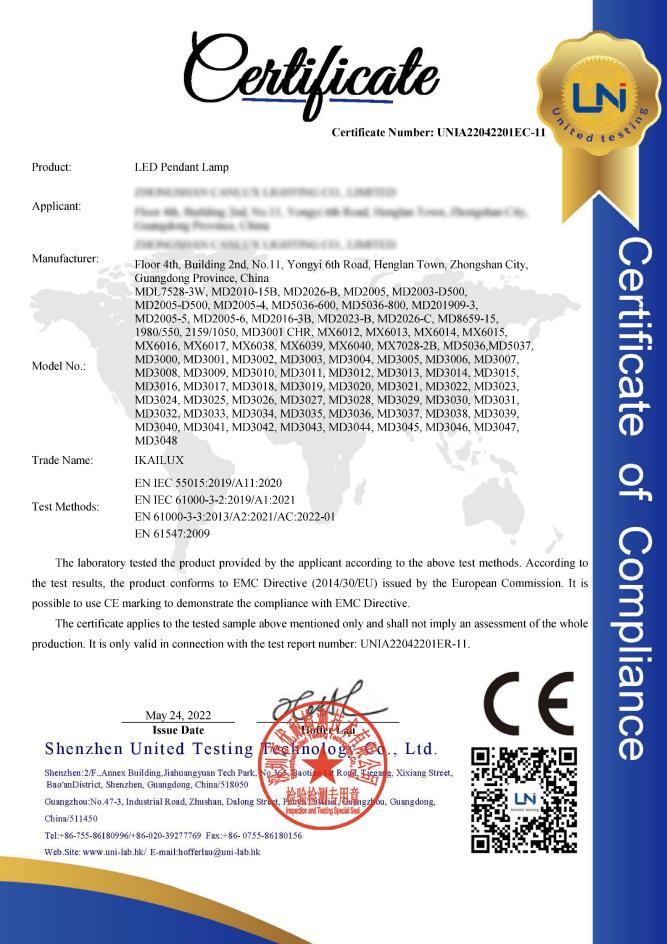 Certificate
Certificate Number: UNIA22042201EC-11
LNi
United testing
Product: LED Pendant Lamp
Applicant:
Manufacturer:
Floor 4th, Building 2nd, No.11, Yongyi 6th Road, Henglan Town, Zhongshan City,
Guangdong Province, China
Model No.:
MDL7528-3W, MD2010-15B, MD2026-B, MD2005, MD2003-D500,
MD2005-D500, MD2005-4, MD5036-600, MD5036-800, MD201909-3,
MD2005-5, MD2005-6, MD2016-3B, MD2023-B, MD2026-C, MD8659-15,
1980/550, 2159/1050, MD3001 CHR, MX6012, MX6013, MX6014, MX6015,
MX6016, MX6017, MX6038, MX6039, MX6040, MX7028-2B, MD5036,MD5037,
MD3000, MD3001, MD3002, MD3003, MD3004, MD3005, MD3006, MD3007,
MD3008, MD3009, MD3010, MD3011, MD3012, MD3013, MD3014, MD3015,
MD3016, MD3017, MD3018, MD3019, MD3020, MD3021, MD3022, MD3023,
MD3024, MD3025, MD3026, MD3027, MD3028, MD3029, MD3030, MD3031,
MD3032, MD3033, MD3034, MD3035, MD3036, MD3037, MD3038, MD3039,
MD3040, MD3041, MD3042, MD3043, MD3044, MD3045, MD3046, MD3047,
MD3048
Trade Name: IKAILUX
Test Methods:
EN IEC 55015:2019/A11:2020
EN IEC 61000-3-2:2019/A1:2021
EN 61000-3-3:2013/A2:2021/AC:2022-01
EN 61547:2009
The laboratory tested the product provided by the applicant according to the above test methods. According to
the test results, the product conforms to EMC Directive (2014/30/EU) issued by the European Commission. It is
possible to use CE marking to demonstrate the compliance with EMC Directive.
The certificate applies to the tested sample above mentioned only and shall not imply an assessment of the whole
production. It is only valid in connection with the test report number: UNIA22042201ER-11.
May 24, 2022
Issue Date
Hoffer Lau
CE
Shenzhen United Testing Technology Co., Ltd.
Shenzhen:2/F.,Annex Building,Jiahuangyuan Tech Park, Xixiang Street,
Bao'anDistrict, Shenzhen, Guangdong, China/518050
Guangzhou:No.47-3, Industrial Road, Zhushan, Dalong Street, Guangzhou, Guangdong,
China/511450
Tel:+86-755-86180996/+86-020-39277769 Fax:+86- 0755-86180156
Web.Site: www.uni-lab.hk/ E-mail:hofferlau@uni-lab.hk
检验检测专用章
Inspection and Testing Special Seal
LNi
United testing
Certificate of Compliance